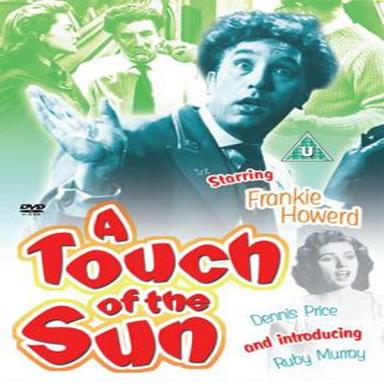 U
Starring
Frankie
Howerd
DVD
A
Touch
of the
Sun
Dennis Price
and introducing
Ruby Murray